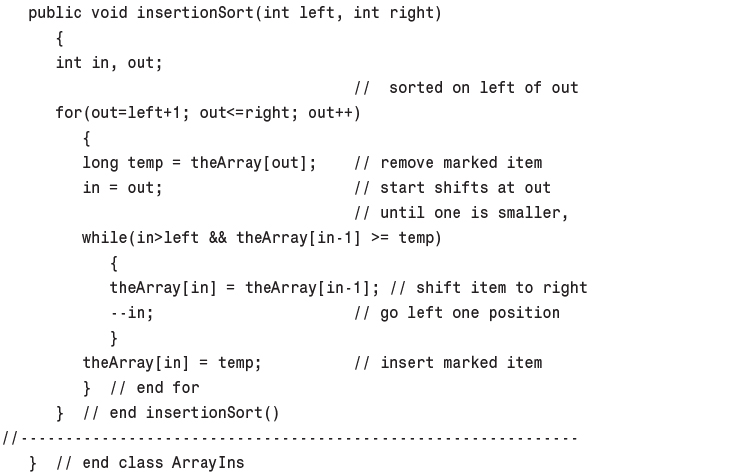 public void insertionSort(int left, int right)
{
int in, out;
// sorted on left of out
for(out=left+1; out<=right; out++)
{
long temp = theArray[out]; // remove marked item
in = out; // start shifts at out
// until one is smaller,
while(in>left && theArray[in-1] >= temp)
{
theArray[in] = theArray[in-1]; // shift item to right
--in; // go left one position
}
theArray[in] = temp; // insert marked item
} // end for
} // end insertionSort()
//--------------------------------------------------------------
} // end class ArrayIns